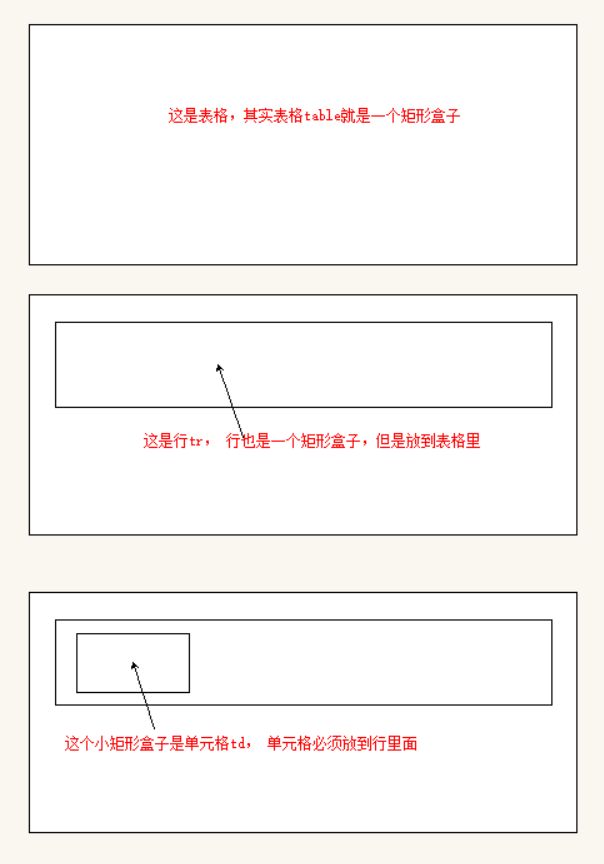 这是表格，其实表格table就是一个矩形盒子
这是行tr， 行也是一个矩形盒子，但是放到表格里
这个小矩形盒子是单元格td， 单元格必须放到行里面